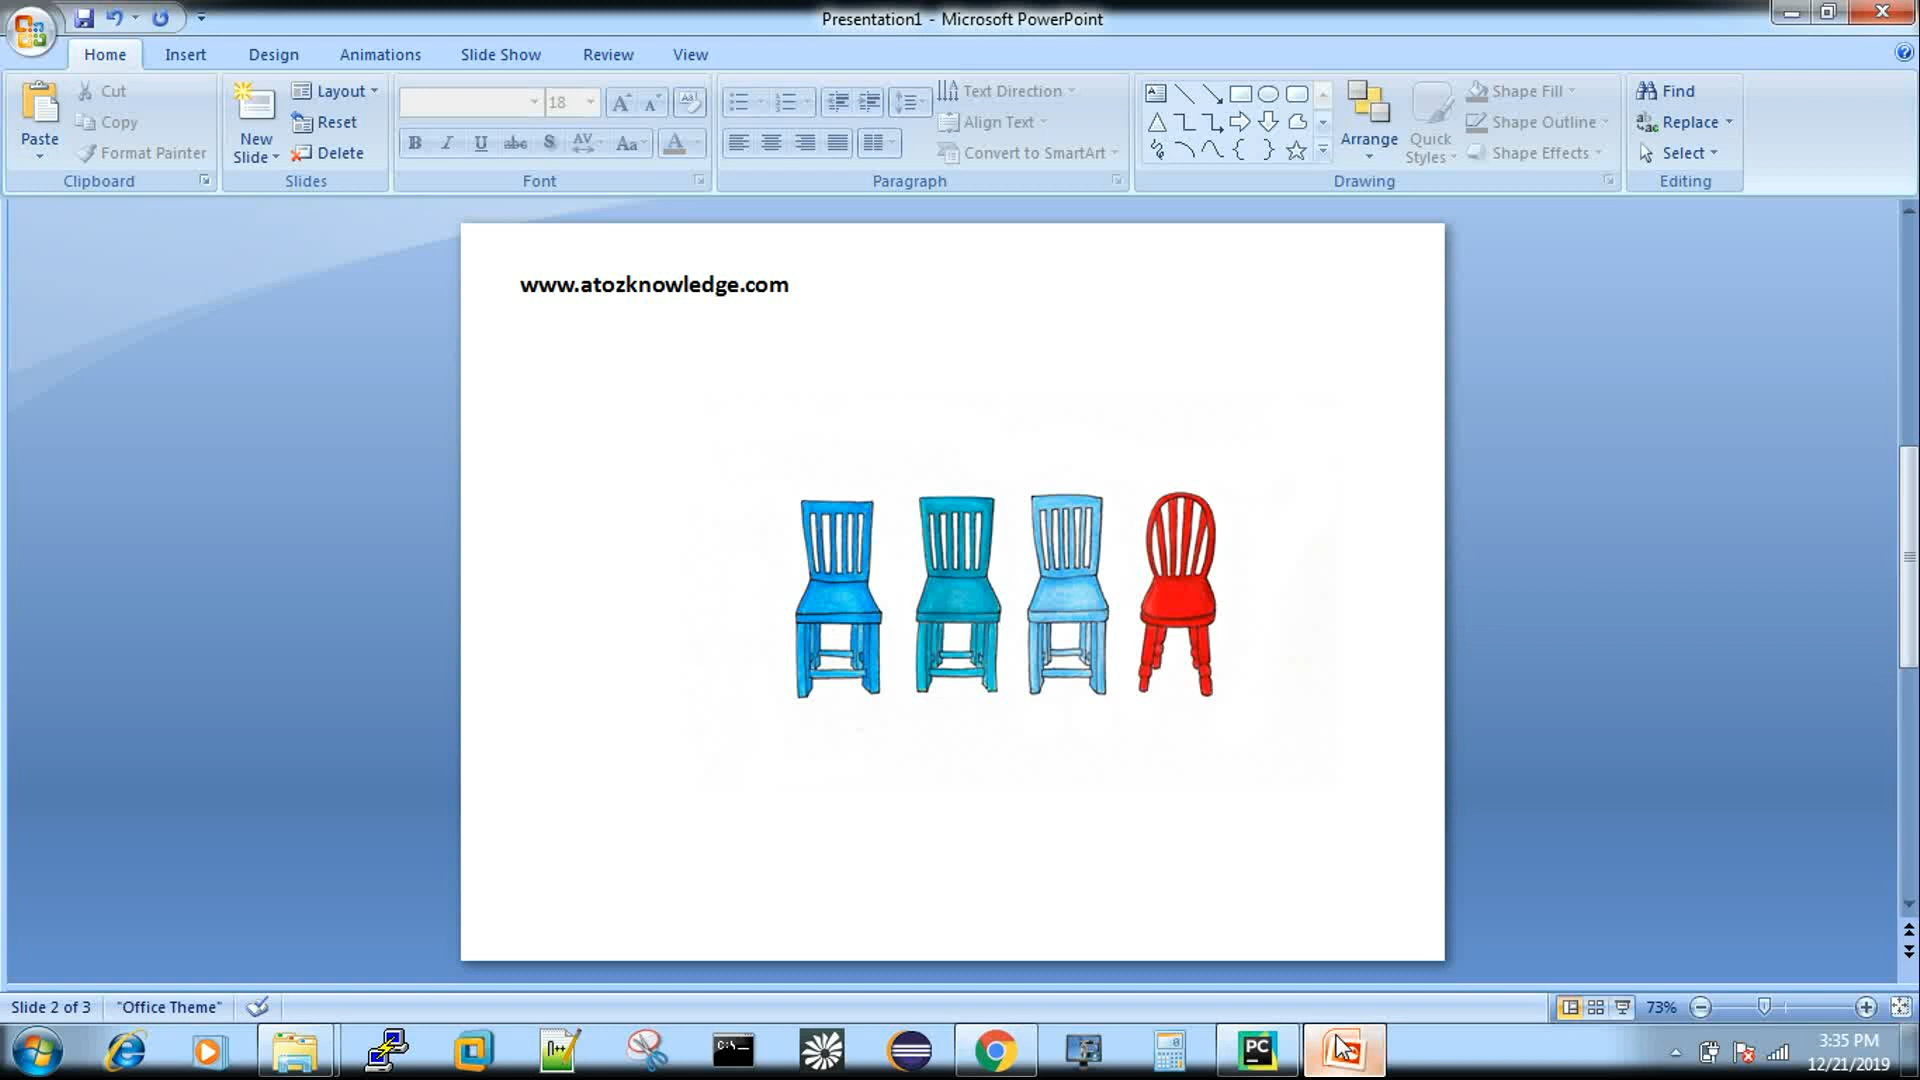 Presentation1 - Microsoft PowerPoint
Home Insert Design Animations Slide Show Review View
Paste
Cut
Copy
Format Painter
Clipboard
New Slide
Layout
Reset
Delete
Slides
18
B I U abc S AV Aa A
Font
Text Direction
Align Text
Convert to SmartArt
Paragraph
Arrange
Quick Styles
Shape Fill
Shape Outline
Shape Effects
Drawing
Find
Replace
Select
Editing
www.atozknowledge.com
Slide 2 of 3 "Office Theme" 73%
3:35 PM
12/21/2019